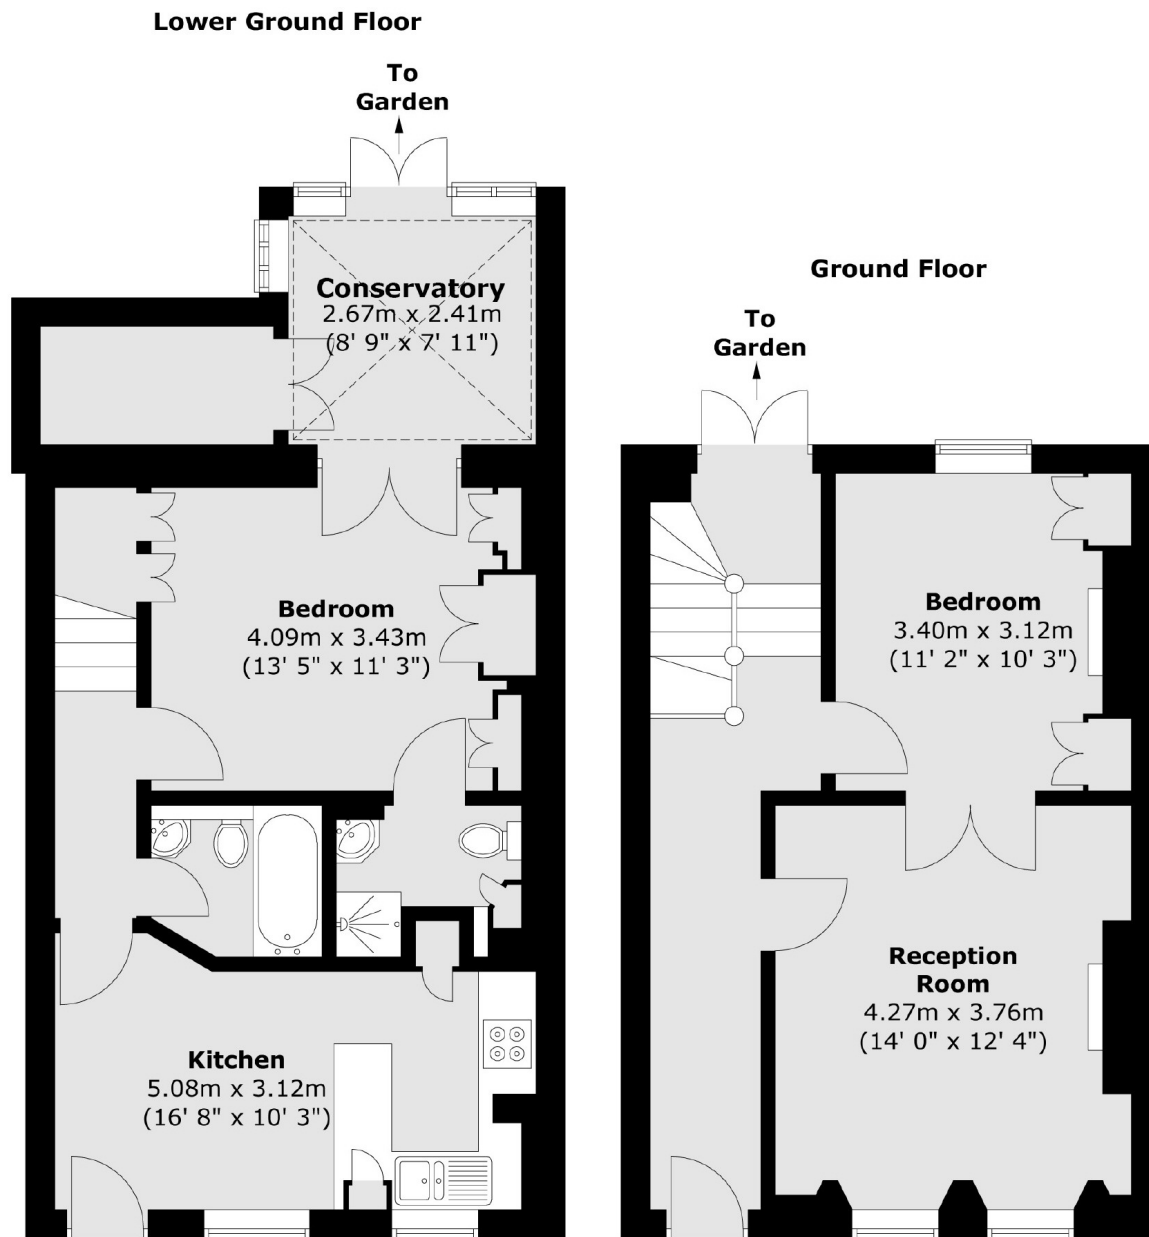 Lower Ground Floor
To
Garden
Conservatory
2.67m x 2.41m
(8' 9" x 7' 11")
Bedroom
4.09m x 3.43m
(13' 5" x 11' 3")
Kitchen
5.08m x 3.12m
(16' 8" x 10' 3")
Ground Floor
To
Garden
Bedroom
3.40m x 3.12m
(11' 2" x 10' 3")
Reception
Room
4.27m x 3.76m
(14' 0" x 12' 4")